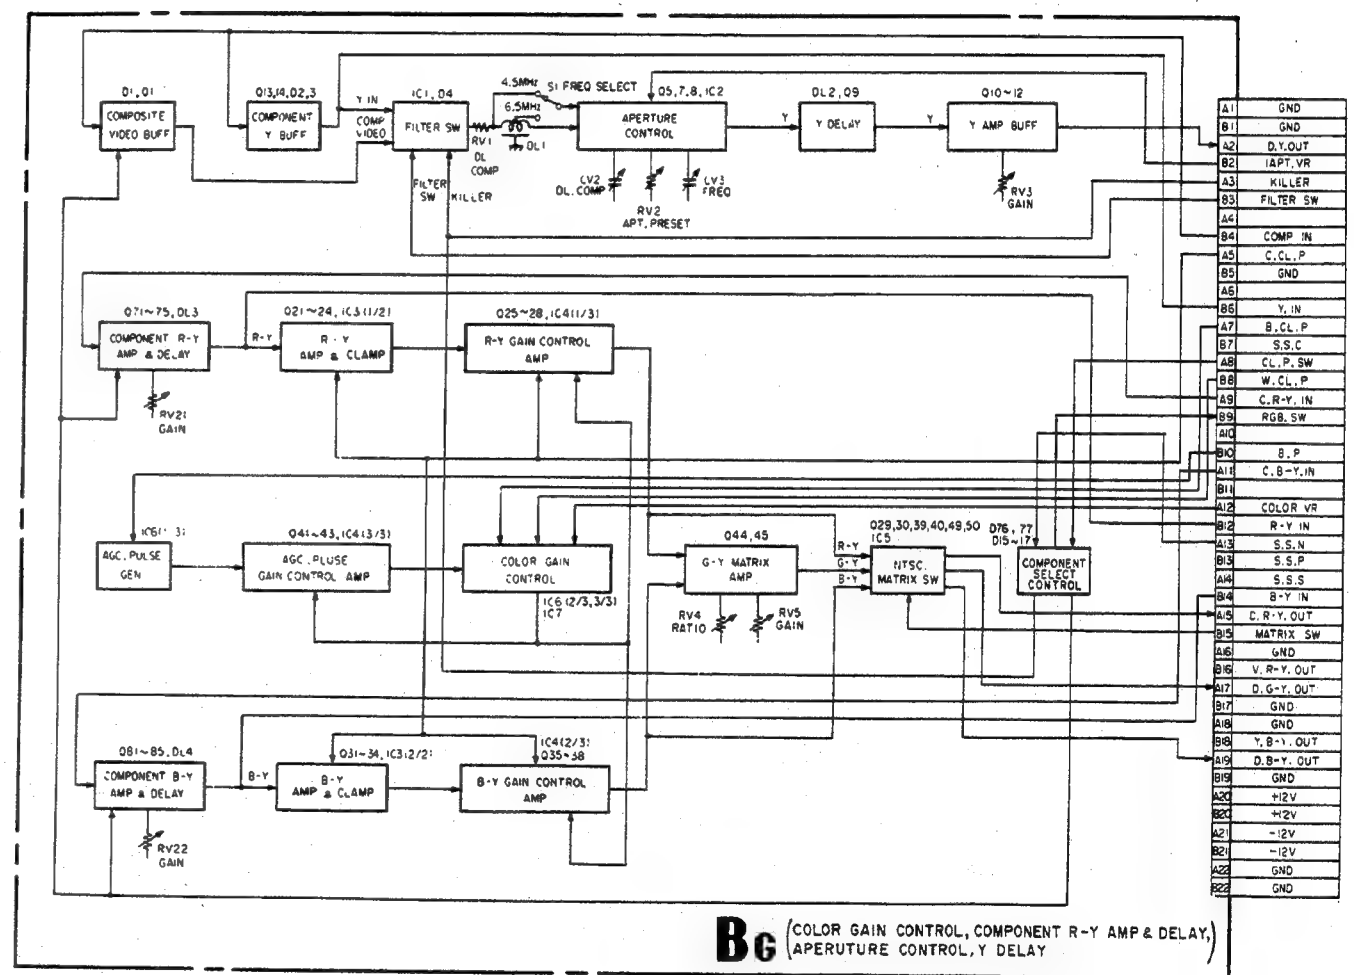 D1, Q1
COMPOSITE
VIDEO BUFF
Q13,14,D2,3
COMPONENT
Y BUFF
Y IN
COMP
VIDEO
IC1, D4
FILTER SW
RV1
DL
COMP
4.5MHz
S1 FREQ SELECT
6.5MHz
DL1
Q5,7,8,IC2
APERTURE
CONTROL
CV2
DL.COMP
RV2
APT. PRESET
CV3
FREQ
Y
DL2, Q9
Y DELAY
Y
Q10~12
Y AMP BUFF
RV3
GAIN
FILTER
SW
KILLER
Q71~75, DL3
COMPONENT R-Y
AMP & DELAY
RV21
GAIN
R-Y
Q21~24, IC3(1/2)
R-Y
AMP & CLAMP
Q25~28, IC4(1/3)
R-Y GAIN CONTROL
AMP
AGC. PULSE
GEN
Q41~43, IC4(3/3)
AGC. PLUSE
GAIN CONTROL AMP
COLOR GAIN
CONTROL
IC6(2/3,3/3)
IC7
Q44, 45
G-Y MATRIX
AMP
RV4
RATIO
RV5
GAIN
R-Y
G-Y
B-Y
Q29,30,39,40,49,50
IC5
NTSC.
MATRIX SW
D76, 77
D15~17
COMPONENT
SELECT
CONTROL
Q81~85, DL4
COMPONENT B-Y
AMP & DELAY
RV22
GAIN
B-Y
Q31~34, IC3(2/2)
B-Y
AMP & CLAMP
IC4(2/3)
Q35~38
B-Y GAIN CONTROL
AMP
A1 GND
B1 GND
A2 D.Y.OUT
B2 IAPT.VR
A3 KILLER
B3 FILTER SW
A4
B4 COMP IN
A5 C.CL.P
B5 GND
A6
B6 Y.IN
A7 B.CL.P
B7 S.S.C
A8 CL.P.SW
B8 W.CL.P
A9 C.R-Y.IN
B9 RGB.SW
A10
B10 B.P
A11 C.B-Y.IN
B11
A12 COLOR VR
B12 R-Y IN
A13 S.S.N
B13 S.S.P
A14 S.S.S
B14 B-Y IN
A15 D.R-Y.OUT
B15 MATRIX SW
A16 GND
B16 V.R-Y.OUT
A17 D.G-Y.OUT
B17 GND
A18 GND
B18 Y.B-Y.OUT
A19 D.B-Y.OUT
B19 GND
A20 +12V
B20 +12V
A21 -12V
B21 -12V
A22 GND
B22 GND
BG (COLOR GAIN CONTROL, COMPONENT R-Y AMP & DELAY,
APERUTURE CONTROL, Y DELAY)